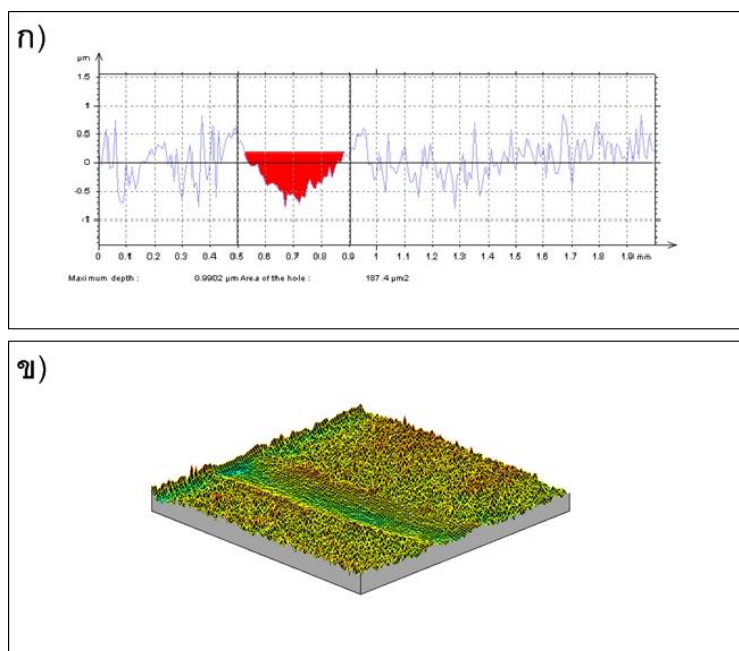 ก)
µm
1.5
1
0.5
0
-0.5
-1
0 0.1 0.2 0.3 0.4 0.5 0.6 0.7 0.8 0.9 1 1.1 1.2 1.3 1.4 1.5 1.6 1.7 1.8 1.9 mm
Maximum depth : 0.9902 µm Area of the hole : 187.4 µm2
ข)